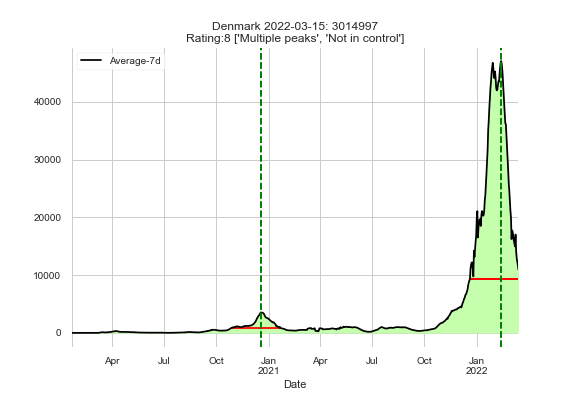 Denmark 2022-03-15: 3014997
Rating:8 ['Multiple peaks', 'Not in control']
Average-7d
40000
30000
20000
10000
0
Apr Jul Oct Jan Apr Jul Oct Jan
2021 2022
Date